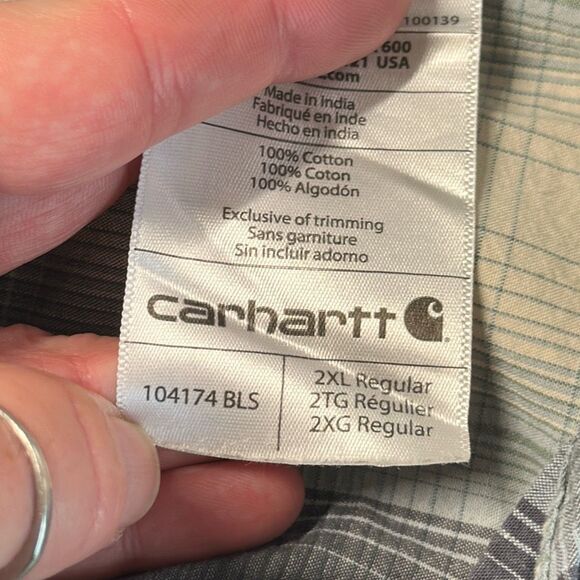 100139
600
21 USA
.com
Made in india
Fabriqué en inde
Hecho en india
100% Cotton
100% Coton
100% Algodón
Exclusive of trimming
Sans garniture
Sin incluir adorno
carhartt
104174 BLS
2XL Regular
2TG Régulier
2XG Regular